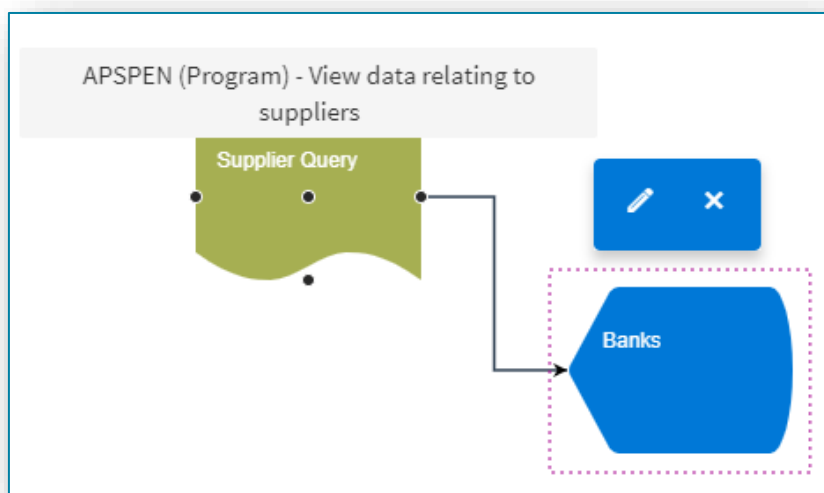 APSPEN (Program) - View data relating to
suppliers
Supplier Query
Banks